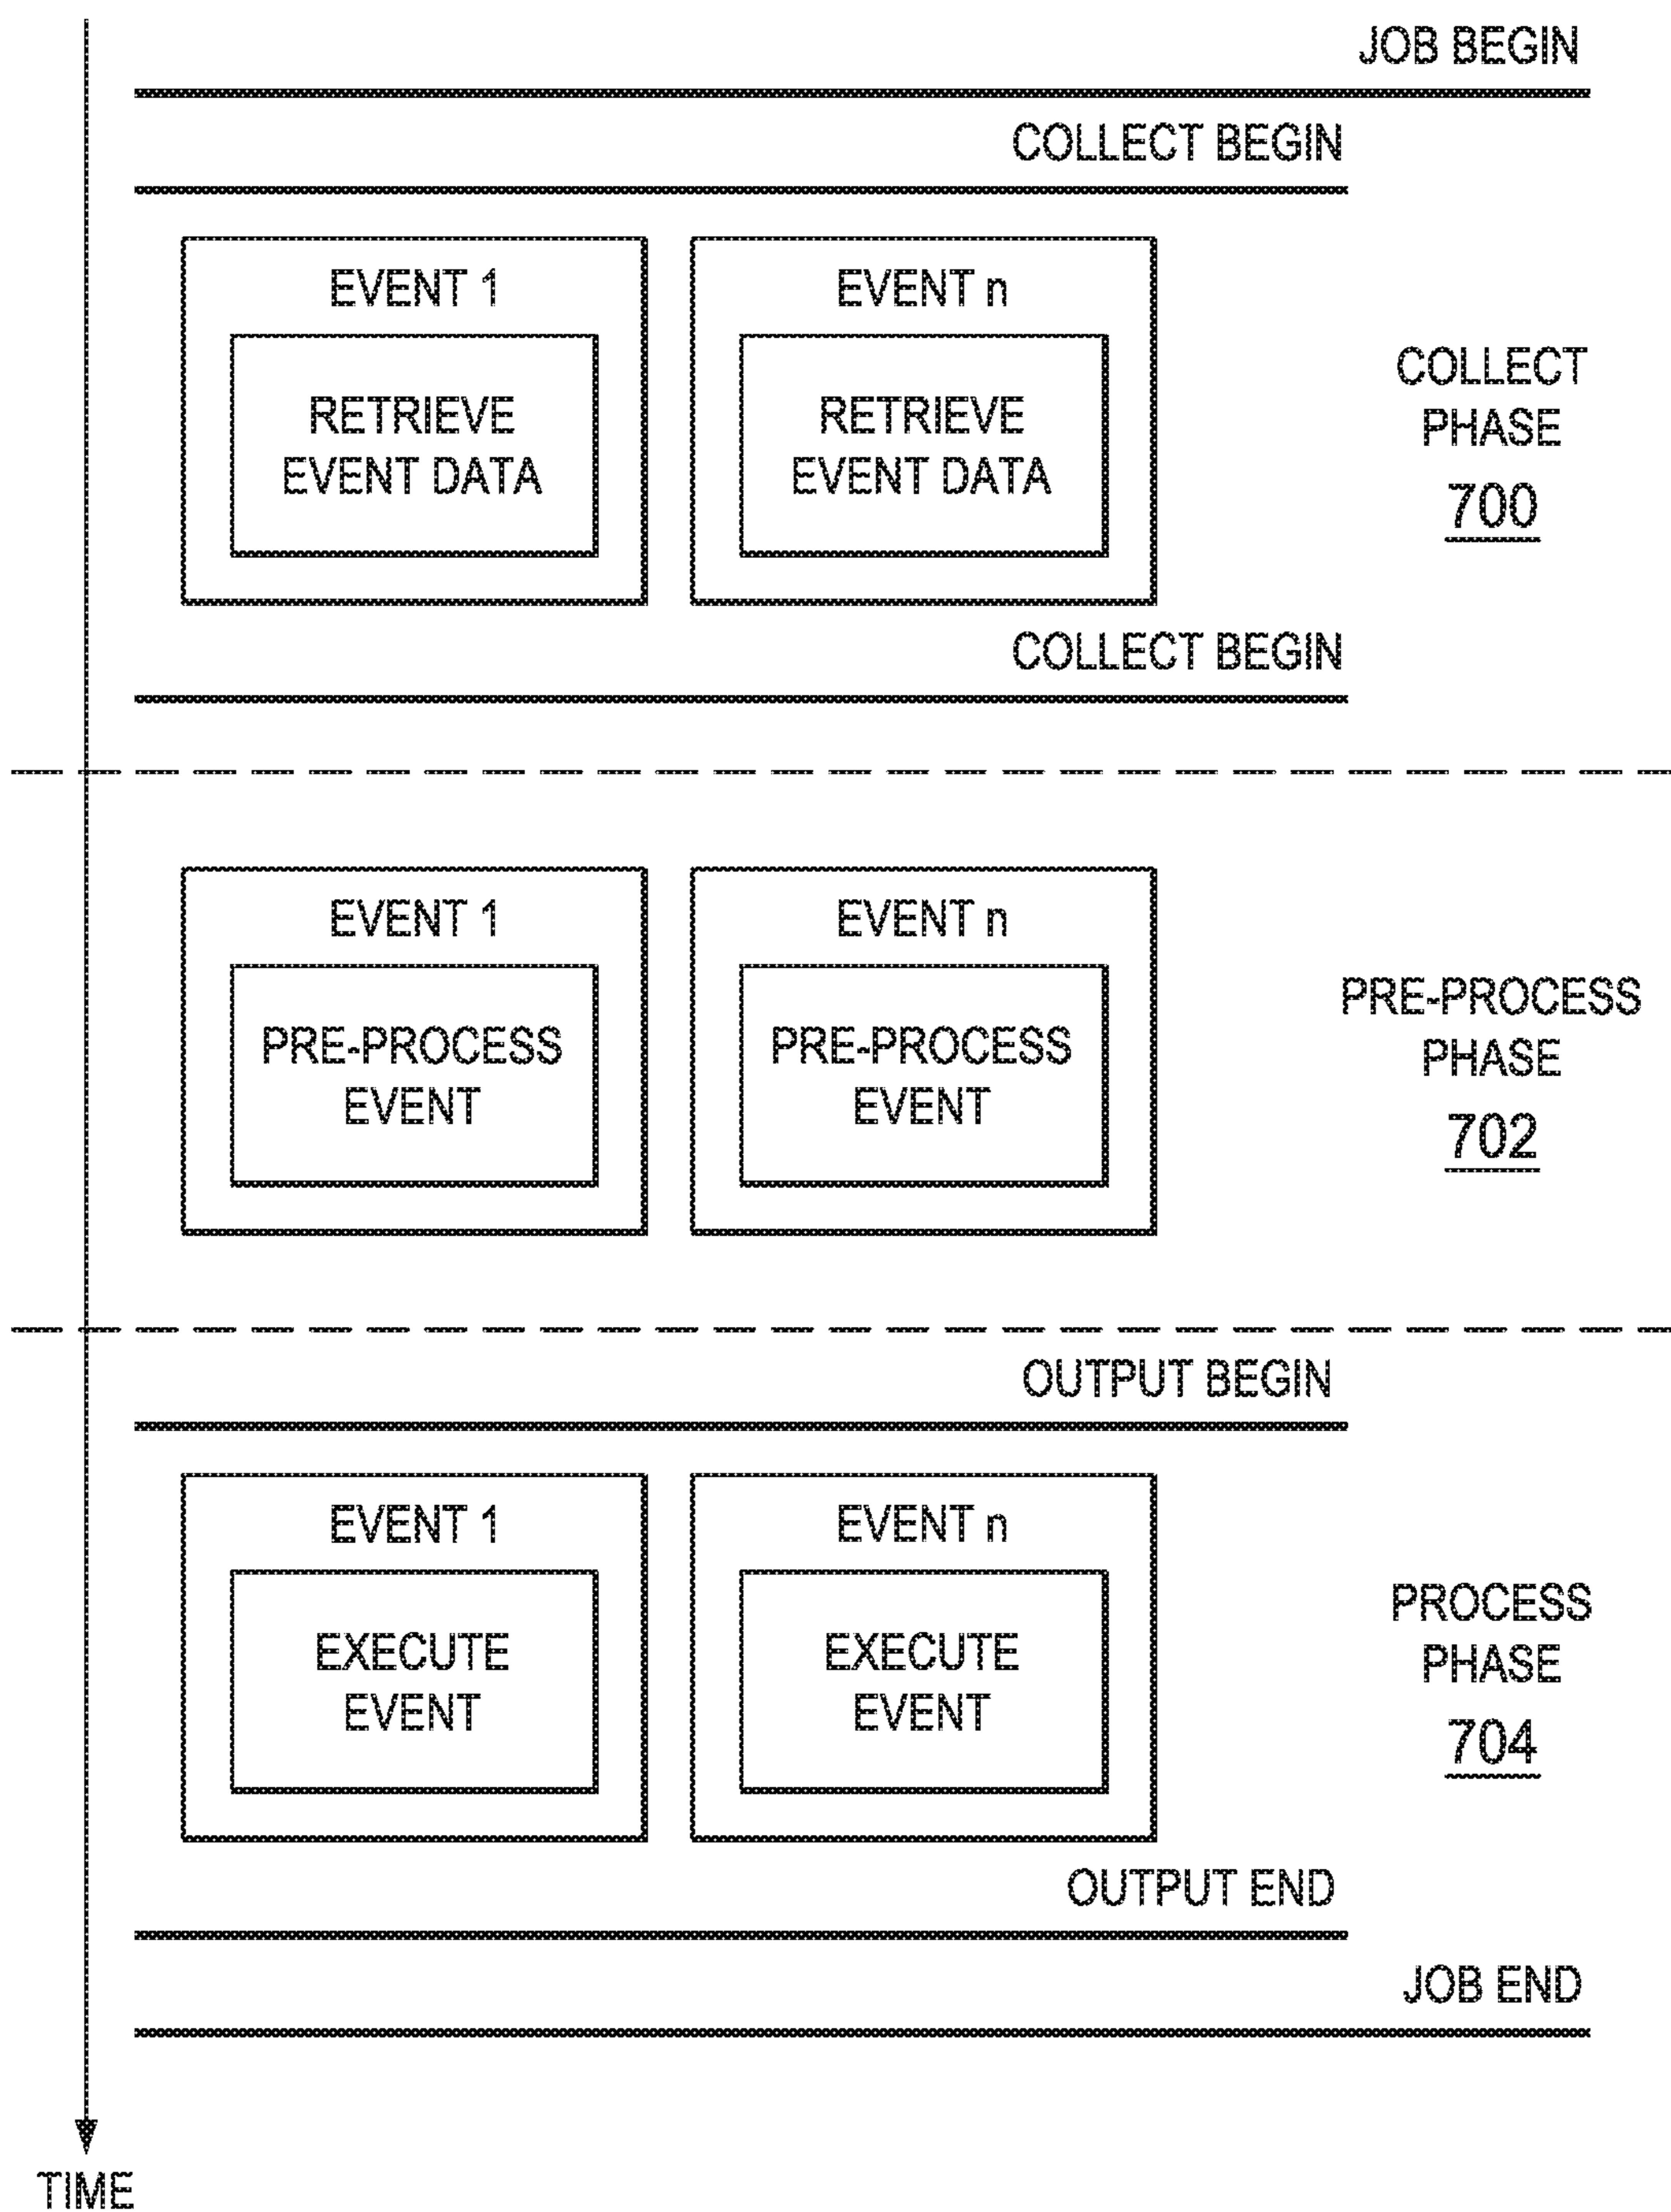 JOB BEGIN
COLLECT BEGIN
EVENT 1
RETRIEVE
EVENT DATA
EVENT n
RETRIEVE
EVENT DATA
COLLECT
PHASE
700
COLLECT BEGIN
EVENT 1
PRE-PROCESS
EVENT
EVENT n
PRE-PROCESS
EVENT
PRE-PROCESS
PHASE
702
OUTPUT BEGIN
EVENT 1
EXECUTE
EVENT
EVENT n
EXECUTE
EVENT
PROCESS
PHASE
704
OUTPUT END
JOB END
TIME